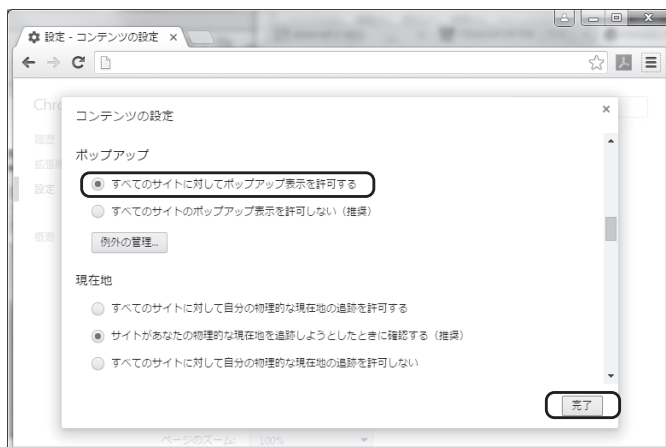 設定 - コンテンツの設定 ×
Chr
コンテンツの設定 ×
履歴
ポップアップ
設定
すべてのサイトに対してポップアップ表示を許可する
すべてのサイトのポップアップ表示を許可しない（推奨）
概要
例外の管理...
現在地
すべてのサイトに対して自分の物理的な現在地の追跡を許可する
サイトがあなたの物理的な現在地を追跡しようとしたときに確認する（推奨）
すべてのサイトに対して自分の物理的な現在地の追跡を許可しない
完了
ページのズーム: 100%